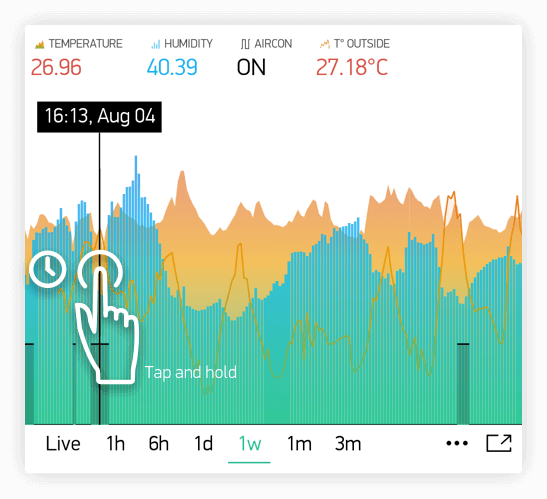 TEMPERATURE HUMIDITY AIRCON T° OUTSIDE
26.96 40.39 ON 27.18°C
16:13, Aug 04
Tap and hold
Live 1h 6h 1d 1w 1m 3m